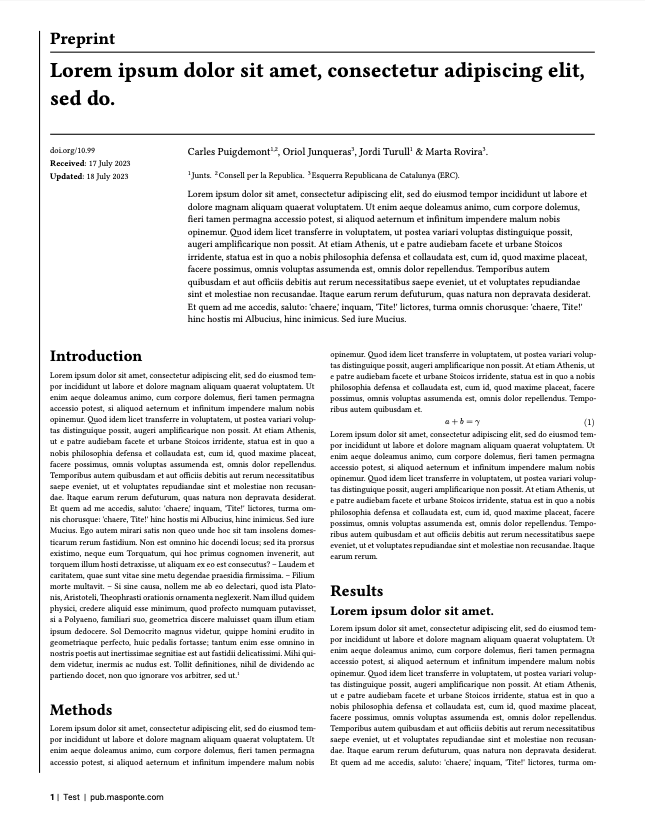 Preprint
Lorem ipsum dolor sit amet, consectetur adipiscing elit,
sed do.
doi.org/10.99
Received: 17 July 2023
Updated: 18 July 2023
Carles Puigdemont¹,², Oriol Junqueras³, Jordi Turull¹ & Marta Rovira³.
¹Junts. ²Consell per la Republica. ³Esquerra Republicana de Catalunya (ERC).
Lorem ipsum dolor sit amet, consectetur adipiscing elit, sed do eiusmod tempor incididunt ut labore et
dolore magnam aliquam quaerat voluptatem. Ut enim aeque doleamus animo, cum corpore dolemus,
fieri tamen permagna accessio potest, si aliquod aeternum et infinitum impendere malum nobis
opinemur. Quod idem licet transferre in voluptatem, ut postea variari voluptas distinguique possit,
augeri amplificarique non possit. At etiam Athenis, ut e patre audiebam facete et urbane Stoicos
irridente, statua est in quo a nobis philosophia defensa et collaudata est, cum id, quod maxime placeat,
facere possimus, omnis voluptas assumenda est, omnis dolor repellendus. Temporibus autem
quibusdam et aut officiis debitis aut rerum necessitatibus saepe eveniet, ut et voluptates repudiandae
sint et molestiae non recusandae. Itaque earum rerum defuturum, quas natura non depravata desiderat.
Et quem ad me accedis, saluto: 'chaere,' inquam, 'Tite!' lictores, turma omnis chorusque: 'chaere, Tite!'
hinc hostis mi Albucius, hinc inimicus. Sed iure Mucius.
Introduction
Lorem ipsum dolor sit amet, consectetur adipiscing elit, sed do eiusmod tem-
por incididunt ut labore et dolore magnam aliquam quaerat voluptatem. Ut
enim aeque doleamus animo, cum corpore dolemus, fieri tamen permagna
accessio potest, si aliquod aeternum et infinitum impendere malum nobis
opinemur. Quod idem licet transferre in voluptatem, ut postea variari volup-
tas distinguique possit, augeri amplificarique non possit. At etiam Athenis,
ut e patre audiebam facete et urbane Stoicos irridente, statua est in quo a
nobis philosophia defensa et collaudata est, cum id, quod maxime placeat,
facere possimus, omnis voluptas assumenda est, omnis dolor repellendus.
Temporibus autem quibusdam et aut officiis debitis aut rerum necessitatibus
saepe eveniet, ut et voluptates repudiandae sint et molestiae non recusan-
dae. Itaque earum rerum defuturum, quas natura non depravata desiderat.
Et quem ad me accedis, saluto: 'chaere,' inquam, 'Tite!' lictores, turma om-
nis chorusque: 'chaere, Tite!' hinc hostis mi Albucius, hinc inimicus. Sed iure
Mucius. Ego autem mirari satis non queo unde hoc sit tam insolens domes-
ticarum rerum fastidium. Non est omnino hic docendi locus; sed ita prorsus
existimo, neque eum Torquatum, qui hoc primus cognomen invenerit, aut
torquem illum hosti detraxisse, ut aliquam ex eo est consecutus? – Laudem et
caritatem, quae sunt vitae sine metu degendae praesidia firmissima. – Filium
morte multavit. – Si sine causa, nollem me ab eo delectari, quod ista Plato-
nis, Aristoteli, Theophrasti orationis ornamenta neglexerit. Nam illud quidem
physici, credere aliquid esse minimum, quod profecto numquam putavisset,
si a Polyaeno, familiari suo, geometrica discere maluisset quam illum etiam
ipsum dedocere. Sol Democrito magnus videtur, quippe homini erudito in
geometriaque perfecto, huic pedalis fortasse; tantum enim esse omnino in
nostris poetis aut inertissimae segnitiae est aut fastidii delicatissimi. Mihi qui-
dem videtur, inermis ac nudus est. Tollit definitiones, nihil de dividendo ac
partiendo docet, non quo ignorare vos arbitrer, sed ut.¹
Methods
Lorem ipsum dolor sit amet, consectetur adipiscing elit, sed do eiusmod tem-
por incididunt ut labore et dolore magnam aliquam quaerat voluptatem. Ut
enim aeque doleamus animo, cum corpore dolemus, fieri tamen permagna
accessio potest, si aliquod aeternum et infinitum impendere malum nobis
opinemur. Quod idem licet transferre in voluptatem, ut postea variari volup-
tas distinguique possit, augeri amplificarique non possit. At etiam Athenis, ut
e patre audiebam facete et urbane Stoicos irridente, statua est in quo a nobis
philosophia defensa et collaudata est, cum id, quod maxime placeat, facere
possimus, omnis voluptas assumenda est, omnis dolor repellendus. Tempo-
ribus autem quibusdam et.
a + b = γ (1)
Lorem ipsum dolor sit amet, consectetur adipiscing elit, sed do eiusmod tem-
por incididunt ut labore et dolore magnam aliquam quaerat voluptatem. Ut
enim aeque doleamus animo, cum corpore dolemus, fieri tamen permagna
accessio potest, si aliquod aeternum et infinitum impendere malum nobis
opinemur. Quod idem licet transferre in voluptatem, ut postea variari volup-
tas distinguique possit, augeri amplificarique non possit. At etiam Athenis, ut
e patre audiebam facete et urbane Stoicos irridente, statua est in quo a nobis
philosophia defensa et collaudata est, cum id, quod maxime placeat, facere
possimus, omnis voluptas assumenda est, omnis dolor repellendus. Tempo-
ribus autem quibusdam et aut officiis debitis aut rerum necessitatibus saepe
eveniet, ut et voluptates repudiandae sint et molestiae non recusandae. Itaque
earum rerum.
Results
Lorem ipsum dolor sit amet.
Lorem ipsum dolor sit amet, consectetur adipiscing elit, sed do eiusmod tem-
por incididunt ut labore et dolore magnam aliquam quaerat voluptatem. Ut
enim aeque doleamus animo, cum corpore dolemus, fieri tamen permagna
accessio potest, si aliquod aeternum et infinitum impendere malum nobis
opinemur. Quod idem licet transferre in voluptatem, ut postea variari volup-
tas distinguique possit, augeri amplificarique non possit. At etiam Athenis,
ut e patre audiebam facete et urbane Stoicos irridente, statua est in quo a
nobis philosophia defensa et collaudata est, cum id, quod maxime placeat,
facere possimus, omnis voluptas assumenda est, omnis dolor repellendus.
Temporibus autem quibusdam et aut officiis debitis aut rerum necessitatibus
saepe eveniet, ut et voluptates repudiandae sint et molestiae non recusan-
dae. Itaque earum rerum defuturum, quas natura non depravata desiderat.
Et quem ad me accedis, saluto: 'chaere,' inquam, 'Tite!' lictores, turma om-
1 | Test | pub.masponte.com